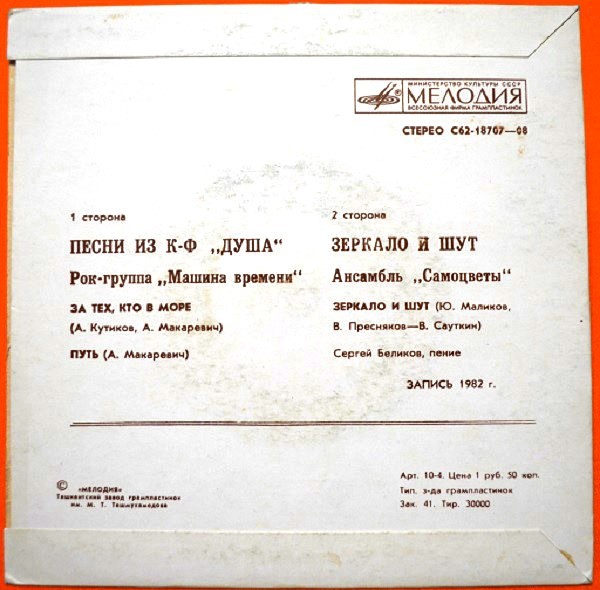 МИНИСТЕРСТВО КУЛЬТУРЫ СССР
МЕЛОДИЯ
ВСЕСОЮЗНАЯ ФИРМА ГРАМПЛАСТИНОК
СТЕРЕО С62-18707—08
1 сторона
ПЕСНИ ИЗ К-Ф „ДУША“
Рок-группа „Машина времени“
ЗА ТЕХ, КТО В МОРЕ
(А. Кутиков, А. Макаревич)
ПУТЬ (А. Макаревич)
2 сторона
ЗЕРКАЛО И ШУТ
Ансамбль „Самоцветы“
ЗЕРКАЛО И ШУТ (Ю. Маликов,
В. Пресняков—В. Сауткин)
Сергей Беликов, пение
ЗАПИСЬ 1982 г.
© «МЕЛОДИЯ»
Ташкентский завод грампластинок
им. М. Т. Ташмухамедова
Арт. 10-4. Цена 1 руб. 50 коп.
Тип. з-да грампластинок
Зак. 41. Тир. 30000